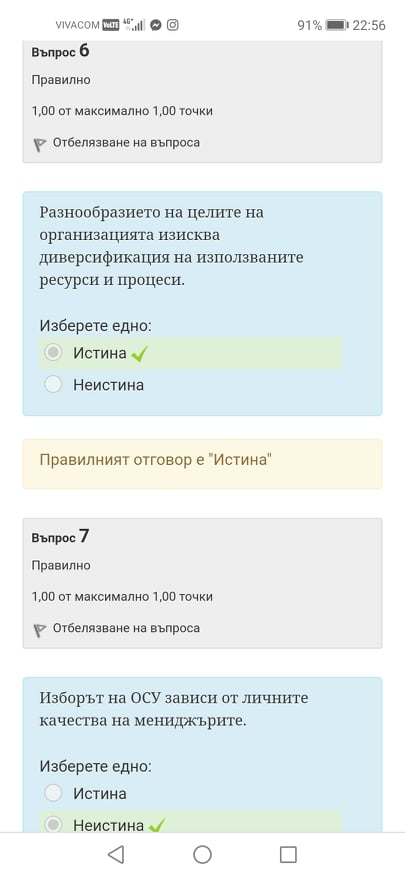 VIVACOM VoLTE 4G+ 91% 22:56
Въпрос 6
Правилно
1,00 от максимално 1,00 точки
Отбелязване на въпроса
Разнообразието на целите на
организацията изисква
диверсификация на използваните
ресурси и процеси.
Изберете едно:
Истина
Неистина
Правилният отговор е "Истина"
Въпрос 7
Правилно
1,00 от максимално 1,00 точки
Отбелязване на въпроса
Изборът на ОСУ зависи от личните
качества на мениджърите.
Изберете едно:
Истина
Неистина